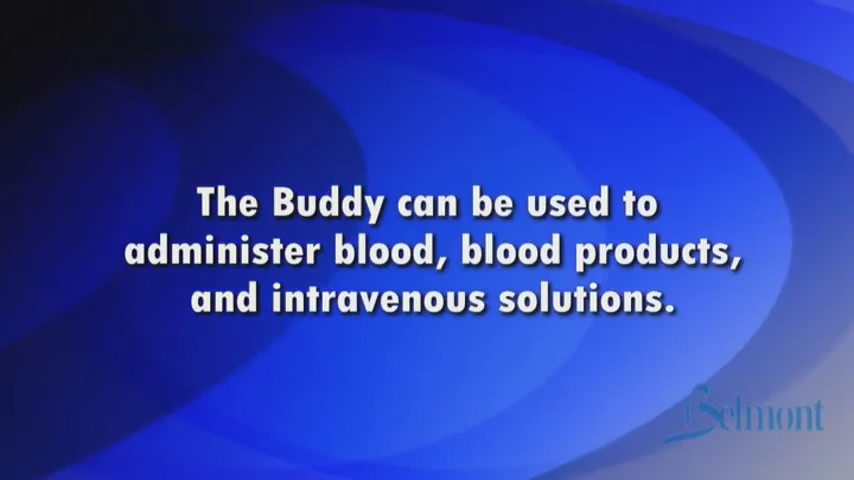 The Buddy can be used to
administer blood, blood products,
and intravenous solutions.
Belmont